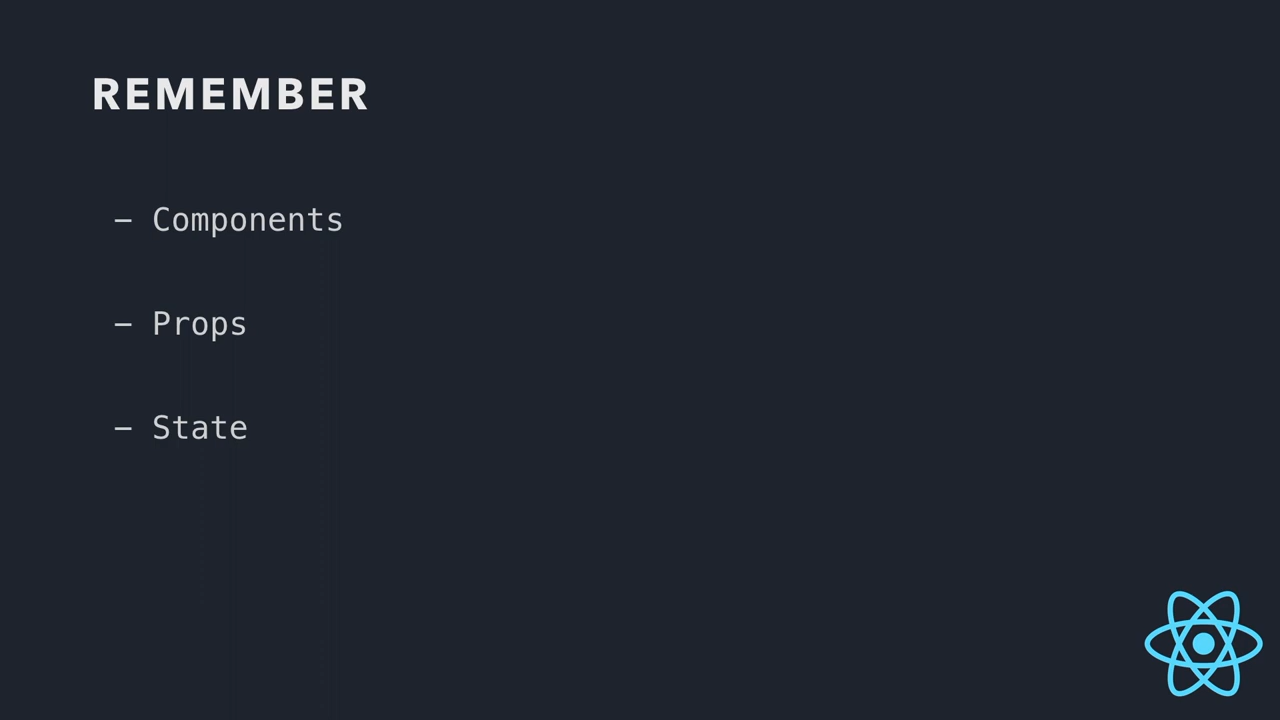 REMEMBER
– Components
– Props
– State